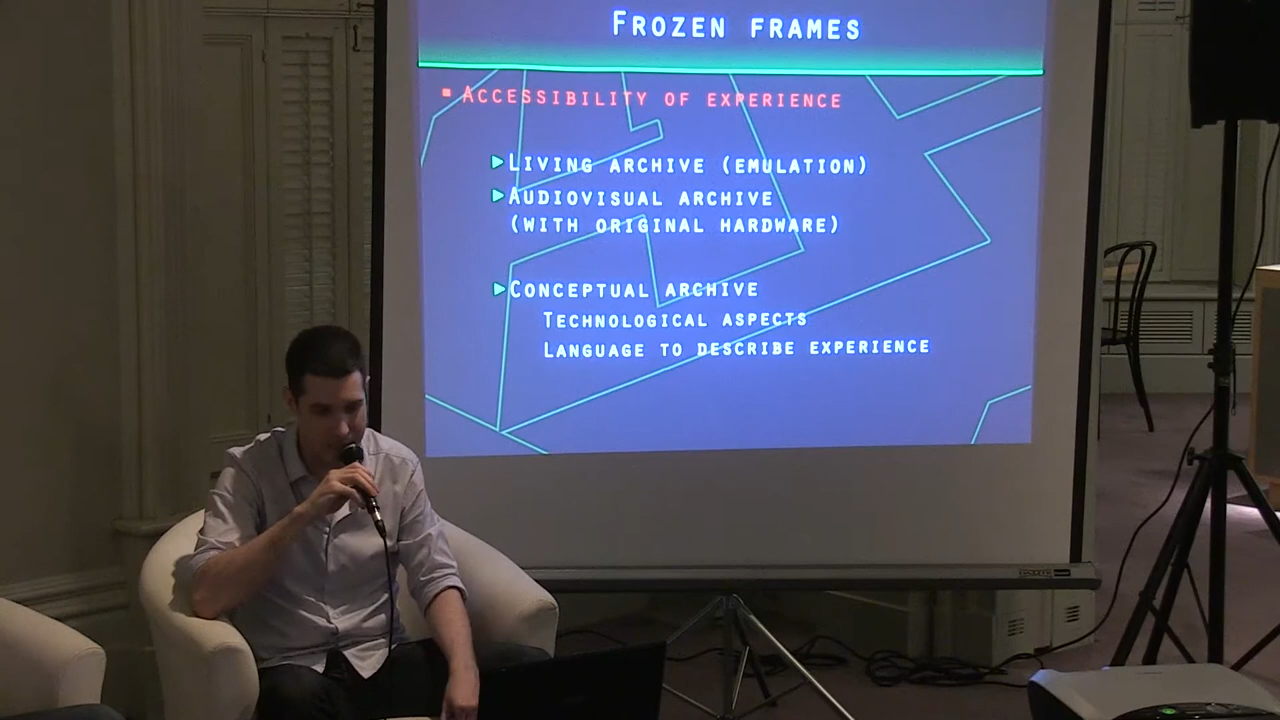 FROZEN FRAMES
▪ ACCESSIBILITY OF EXPERIENCE
►LIVING ARCHIVE (EMULATION)
►AUDIOVISUAL ARCHIVE
(WITH ORIGINAL HARDWARE)
►CONCEPTUAL ARCHIVE
TECHNOLOGICAL ASPECTS
LANGUAGE TO DESCRIBE EXPERIENCE